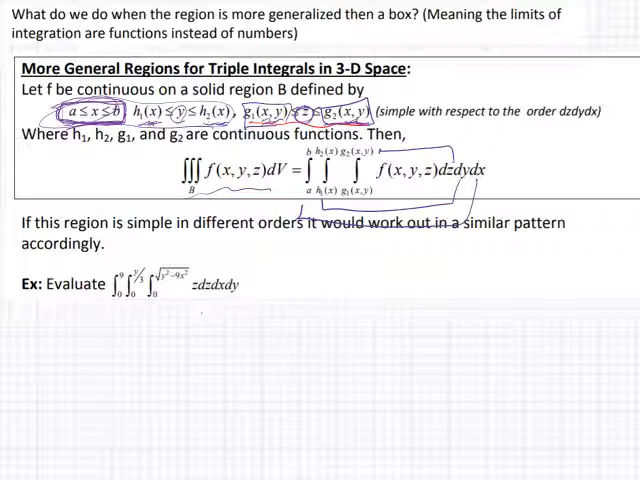 What do we do when the region is more generalized then a box? (Meaning the limits of
integration are functions instead of numbers)
More General Regions for Triple Integrals in 3-D Space:
Let f be continuous on a solid region B defined by
a ≤ x ≤ b, h₁(x) ≤ y ≤ h₂(x), g₁(x, y) ≤ z ≤ g₂(x, y) (simple with respect to the order dzdydx)
Where h₁, h₂, g₁, and g₂ are continuous functions. Then,
∭_B f(x, y, z)dV = ∫_a^b ∫_{h₁(x)}^{h₂(x)} ∫_{g₁(x,y)}^{g₂(x,y)} f(x, y, z)dzdydx
If this region is simple in different orders it would work out in a similar pattern
accordingly.
Ex: Evaluate ∫_0^9 ∫_0^{y/3} ∫_0^{√(y²−9x²)} zdzdxdy